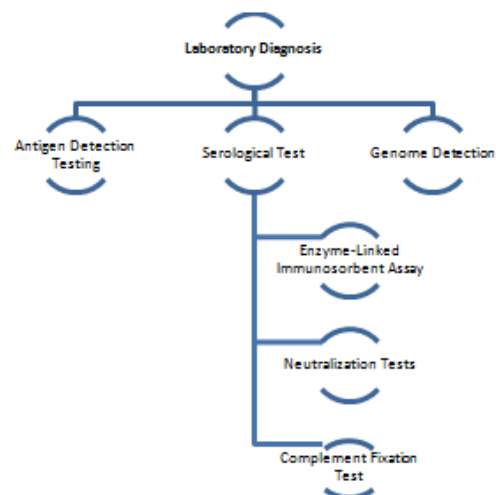 Laboratory Diagnosis
Antigen Detection
Testing
Serological Test
Genome Detection
Enzyme-Linked
Immunosorbent Assay
Neutralization Tests
Complement Fixation
Test